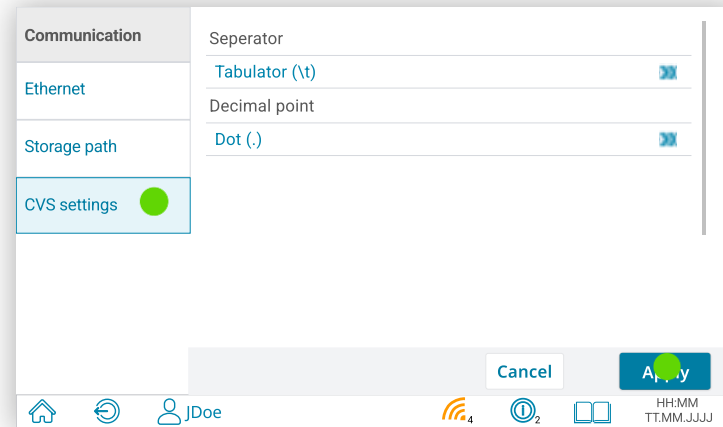 Communication
Ethernet
Storage path
CVS settings
Seperator
Tabulator (\t)
Decimal point
Dot (.)
Cancel
Apply
JDoe
4
2
HH:MM
TT.MM.JJJJ